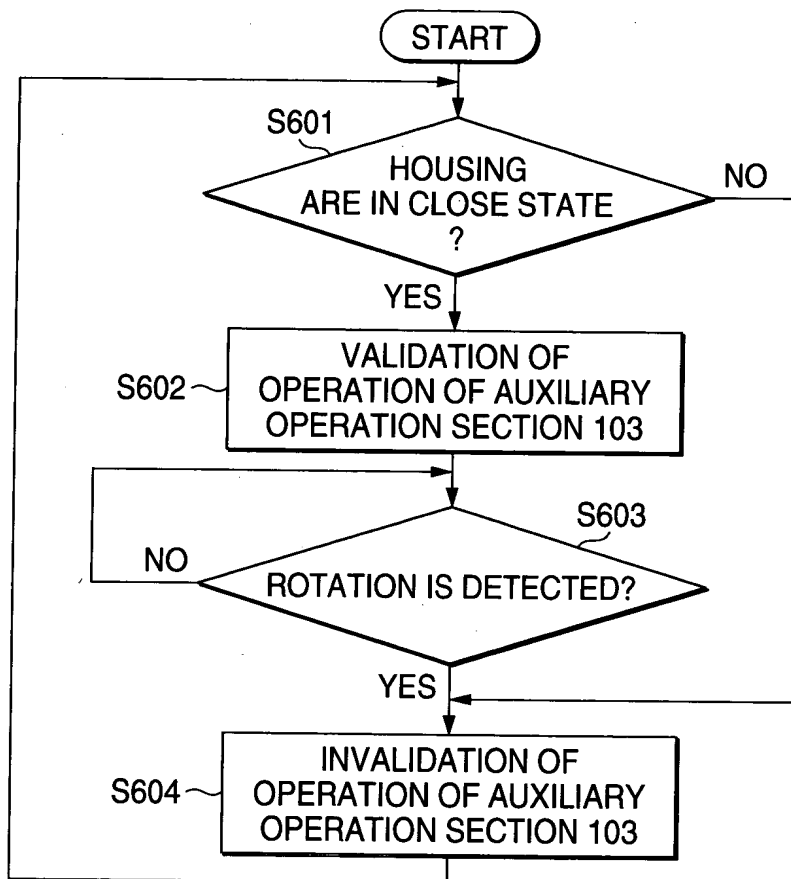 START
S601
HOUSING
ARE IN CLOSE STATE
?
NO
YES
S602
VALIDATION OF
OPERATION OF AUXILIARY
OPERATION SECTION 103
S603
NO
ROTATION IS DETECTED?
YES
S604
INVALIDATION OF
OPERATION OF AUXILIARY
OPERATION SECTION 103